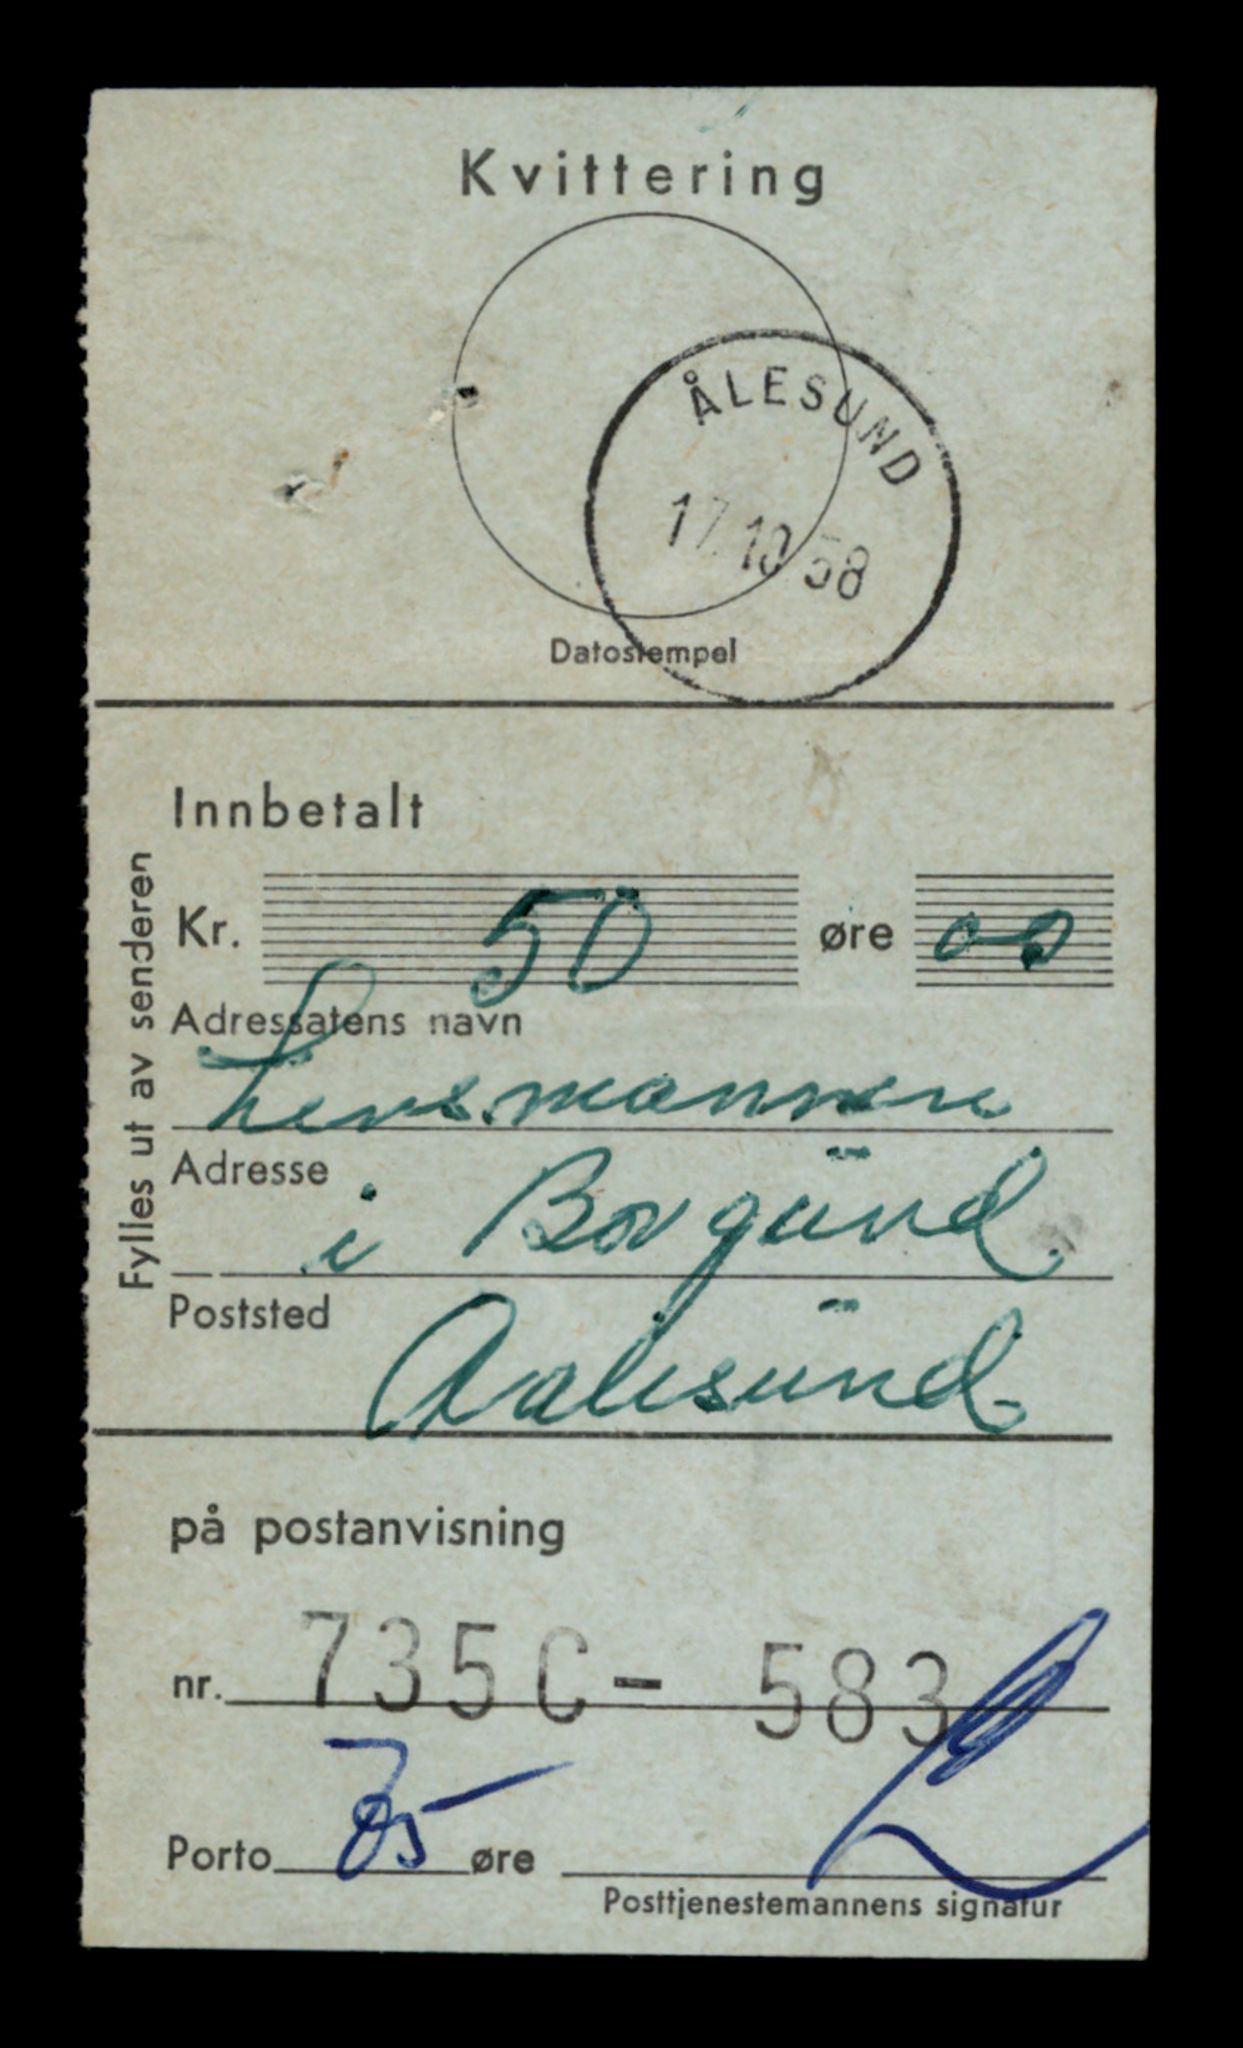 Kvittering
ÅLESUND
17.10 58
Datostempel
Fylles ut av senderen
Innbetalt
Kr. 50 øre 00
Adressatens navn
Lensmannen
Adresse
i Borgund
Poststed
Aalesund
på postanvisning
nr. 735C- 583
Porto 75 øre
Posttjenestemannens signatur